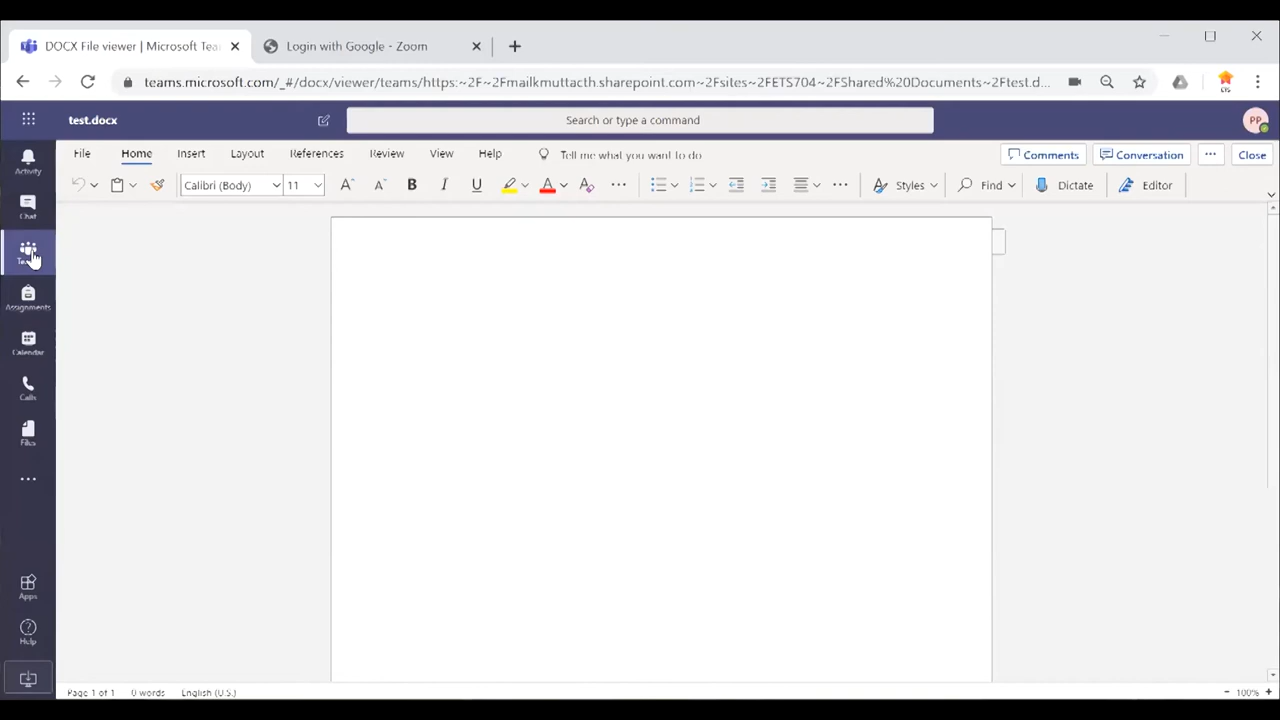 DOCX File viewer | Microsoft Tea
Login with Google - Zoom
teams.microsoft.com/_#/docx/viewer/teams/https:~2F~2Fmailkmuttacth.sharepoint.com~2Fsites~2FETS704~2FShared%20Documents~2Ftest.d...
test.docx
Search or type a command
PP
File Home Insert Layout References Review View Help Tell me what you want to do Comments Conversation ... Close
Calibri (Body) 11 A A B I U A A ... Styles Find Dictate Editor
Activity
Chat
Assignments
Calendar
Calls
Files
...
Apps
Help
Page 1 of 1 0 words English (U.S.) - 100% +